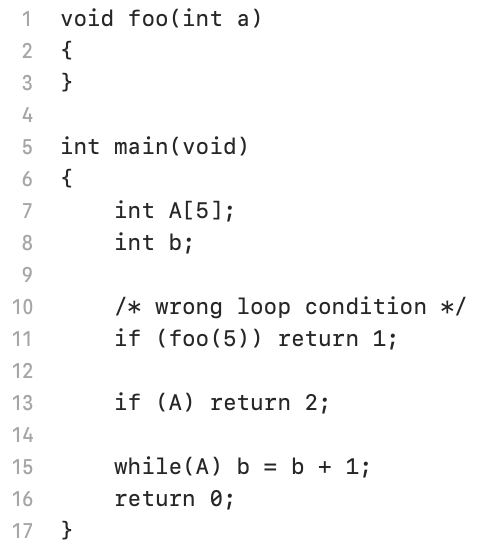 1 void foo(int a)
2 {
3 }
4
5 int main(void)
6 {
7     int A[5];
8     int b;
9
10     /* wrong loop condition */
11     if (foo(5)) return 1;
12
13     if (A) return 2;
14
15     while(A) b = b + 1;
16     return 0;
17 }